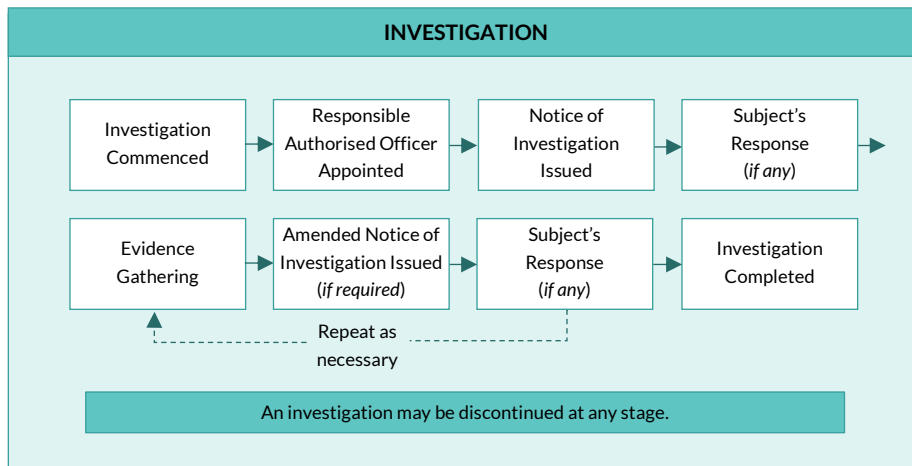 INVESTIGATION
Investigation
Commenced
Responsible
Authorised Officer
Appointed
Notice of
Investigation
Issued
Subject’s
Response
(if any)
Evidence
Gathering
Amended Notice of
Investigation Issued
(if required)
Subject’s
Response
(if any)
Investigation
Completed
Repeat as
necessary
An investigation may be discontinued at any stage.